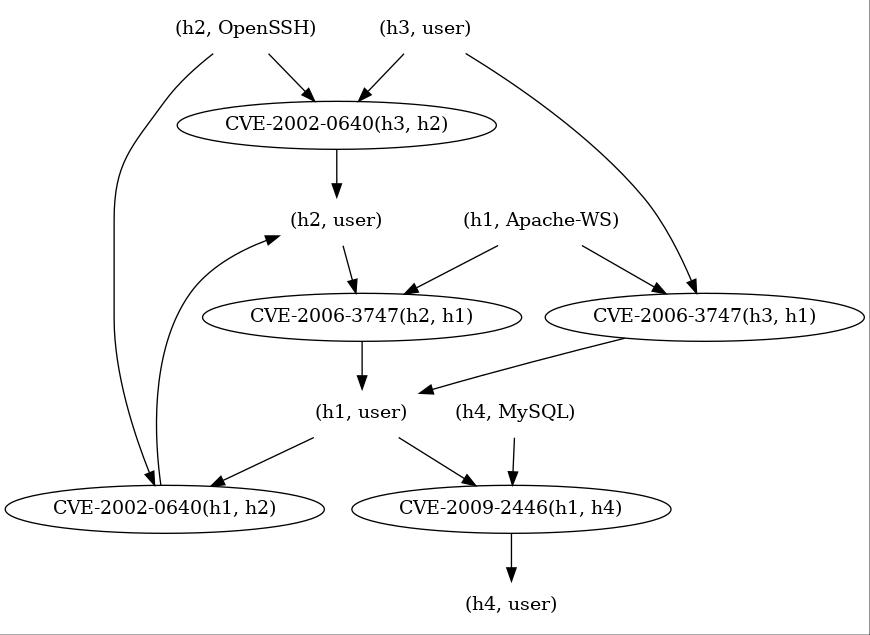 (h2, OpenSSH)
(h3, user)
CVE-2002-0640(h3, h2)
(h2, user)
(h1, Apache-WS)
CVE-2006-3747(h2, h1)
CVE-2006-3747(h3, h1)
(h1, user)
(h4, MySQL)
CVE-2002-0640(h1, h2)
CVE-2009-2446(h1, h4)
(h4, user)